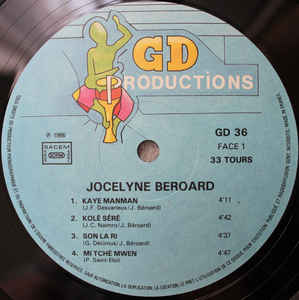 GD
PRODUCTIONS
℗ 1986
SACEM
GD 36
FACE 1
33 TOURS
JOCELYNE BEROARD
1. KAYE MANMAN 4'11
(J.F. Desvarieux / J. Béroard)
2. KOLÉ SÉRÉ 4'42
(J.C. Naimro / J. Béroard)
3. SON LA RI 4'37
(G. Décimus / J. Béroard)
4. MI TCHÉ MWEN 4'47
(P. Saint-Eloi)